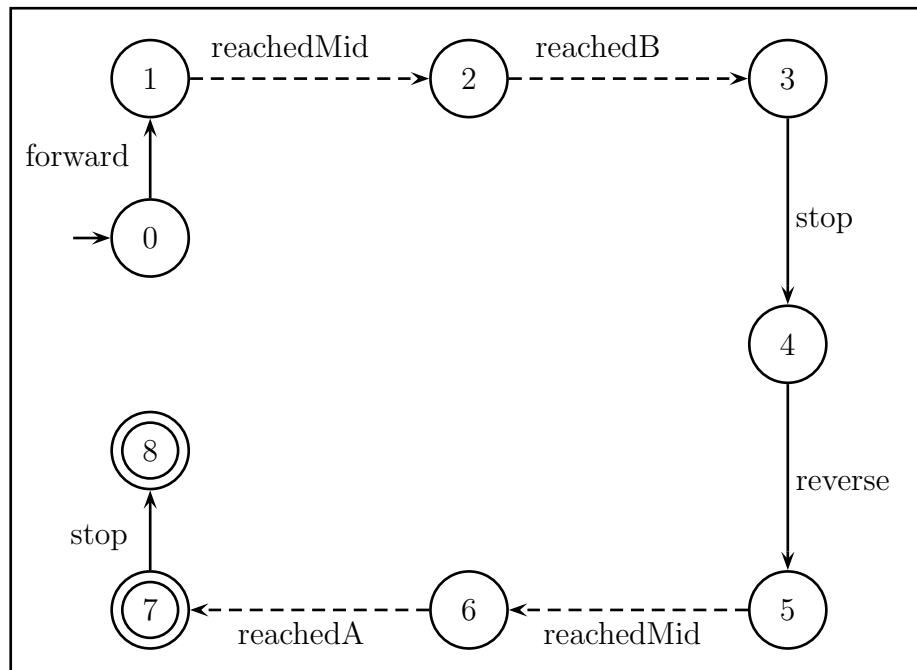 reachedMid
reachedB
1
2
3
forward
0
stop
4
8
reverse
stop
7
6
5
reachedA
reachedMid